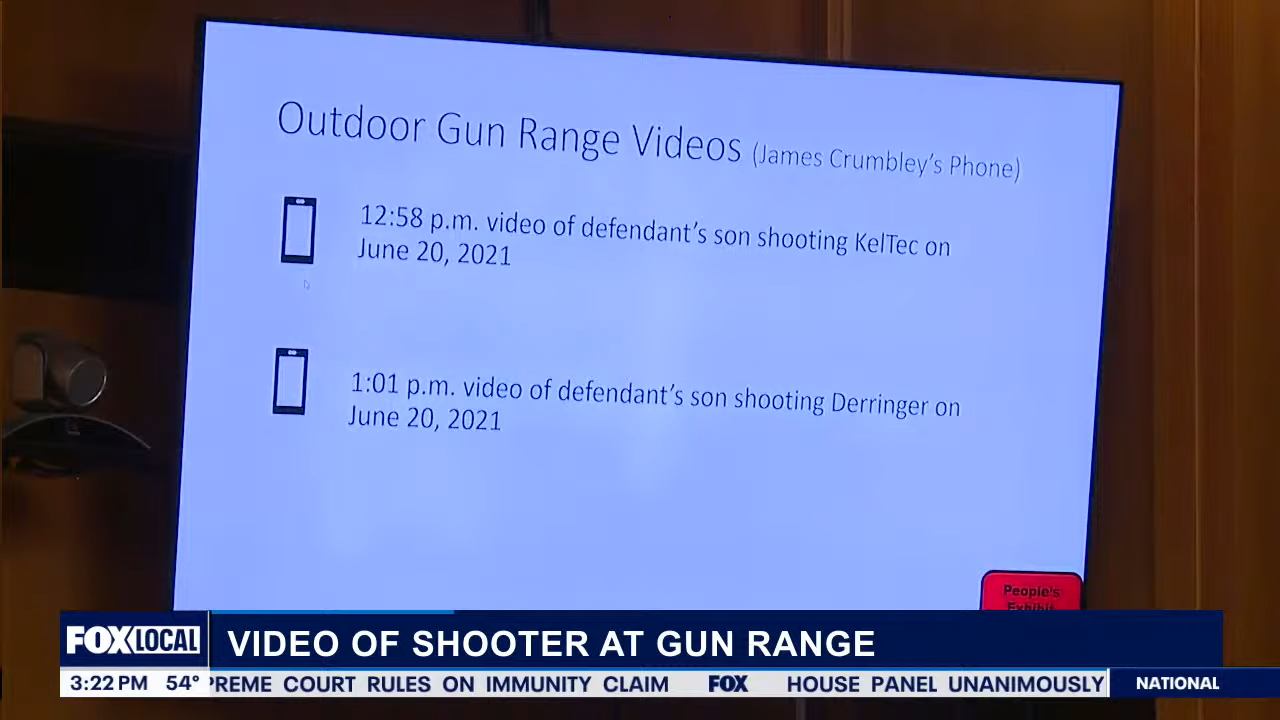 Outdoor Gun Range Videos (James Crumbley's Phone)
12:58 p.m. video of defendant's son shooting KelTec on
June 20, 2021
1:01 p.m. video of defendant's son shooting Derringer on
June 20, 2021
People's
Exhibit
FOX LOCAL
VIDEO OF SHOOTER AT GUN RANGE
3:22 PM 54° PREME COURT RULES ON IMMUNITY CLAIM FOX HOUSE PANEL UNANIMOUSLY NATIONAL